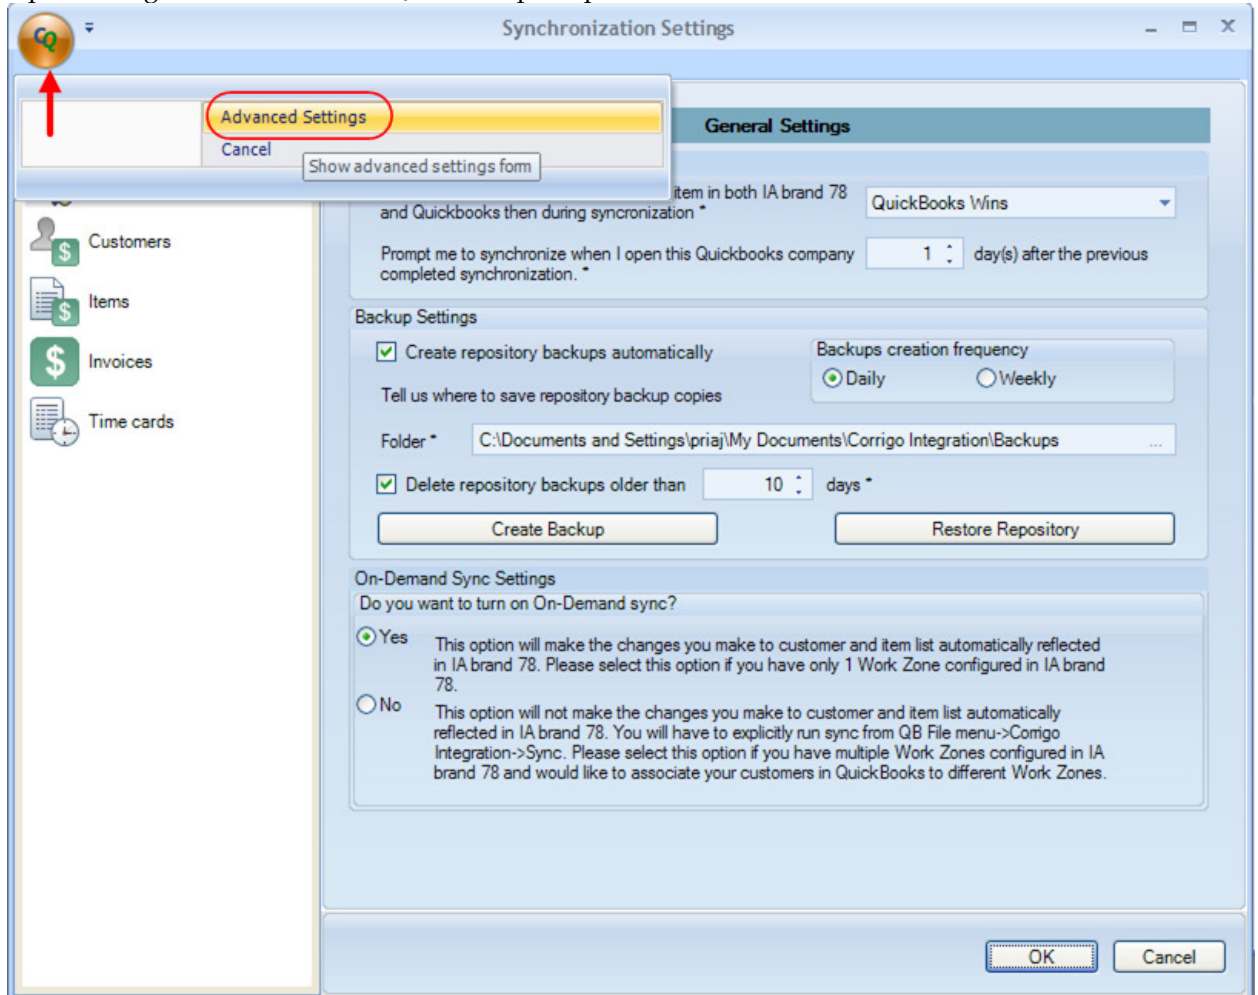 Synchronization Settings
CQ
Advanced Settings
Cancel
Show advanced settings form
General Settings
item in both IA brand 78
and Quickbooks then during syncronization *
QuickBooks Wins
Prompt me to synchronize when I open this Quickbooks company
1
day(s) after the previous
completed synchronization. *
Customers
Items
Invoices
Time cards
Backup Settings
Create repository backups automatically
Backups creation frequency
Daily
Weekly
Tell us where to save repository backup copies
Folder *
C:\Documents and Settings\priaj\My Documents\Corrigo Integration\Backups
...
Delete repository backups older than
10
days *
Create Backup
Restore Repository
On-Demand Sync Settings
Do you want to turn on On-Demand sync?
Yes
This option will make the changes you make to customer and item list automatically reflected
in IA brand 78. Please select this option if you have only 1 Work Zone configured in IA brand
78.
No
This option will not make the changes you make to customer and item list automatically
reflected in IA brand 78. You will have to explicitly run sync from QB File menu->Corrigo
Integration->Sync. Please select this option if you have multiple Work Zones configured in IA
brand 78 and would like to associate your customers in QuickBooks to different Work Zones.
OK
Cancel